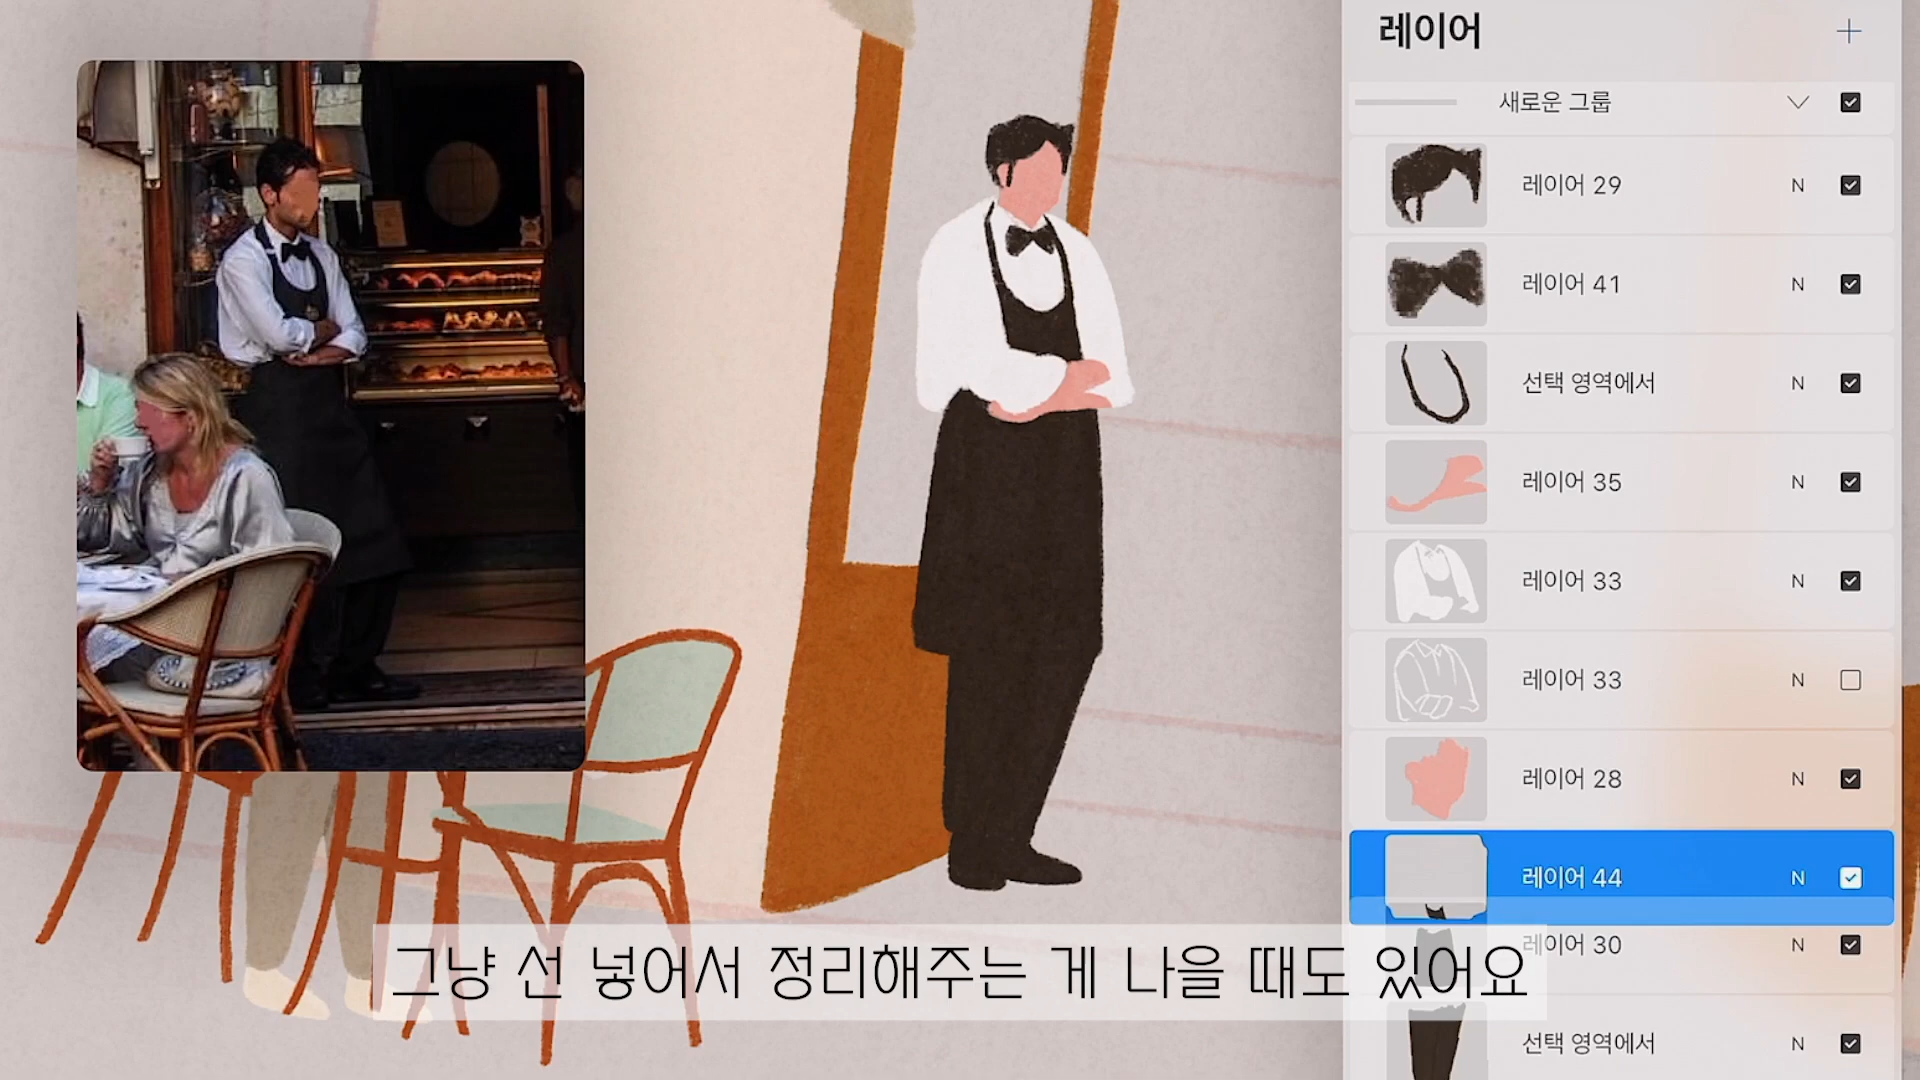 레이어
새로운 그룹
레이어 29 N
레이어 41 N
선택 영역에서 N
레이어 35 N
레이어 33 N
레이어 33 N
레이어 28 N
레이어 44 N
레이어 30 N
선택 영역에서 N
그냥 선 넣어서 정리해주는 게 나을 때도 있어요